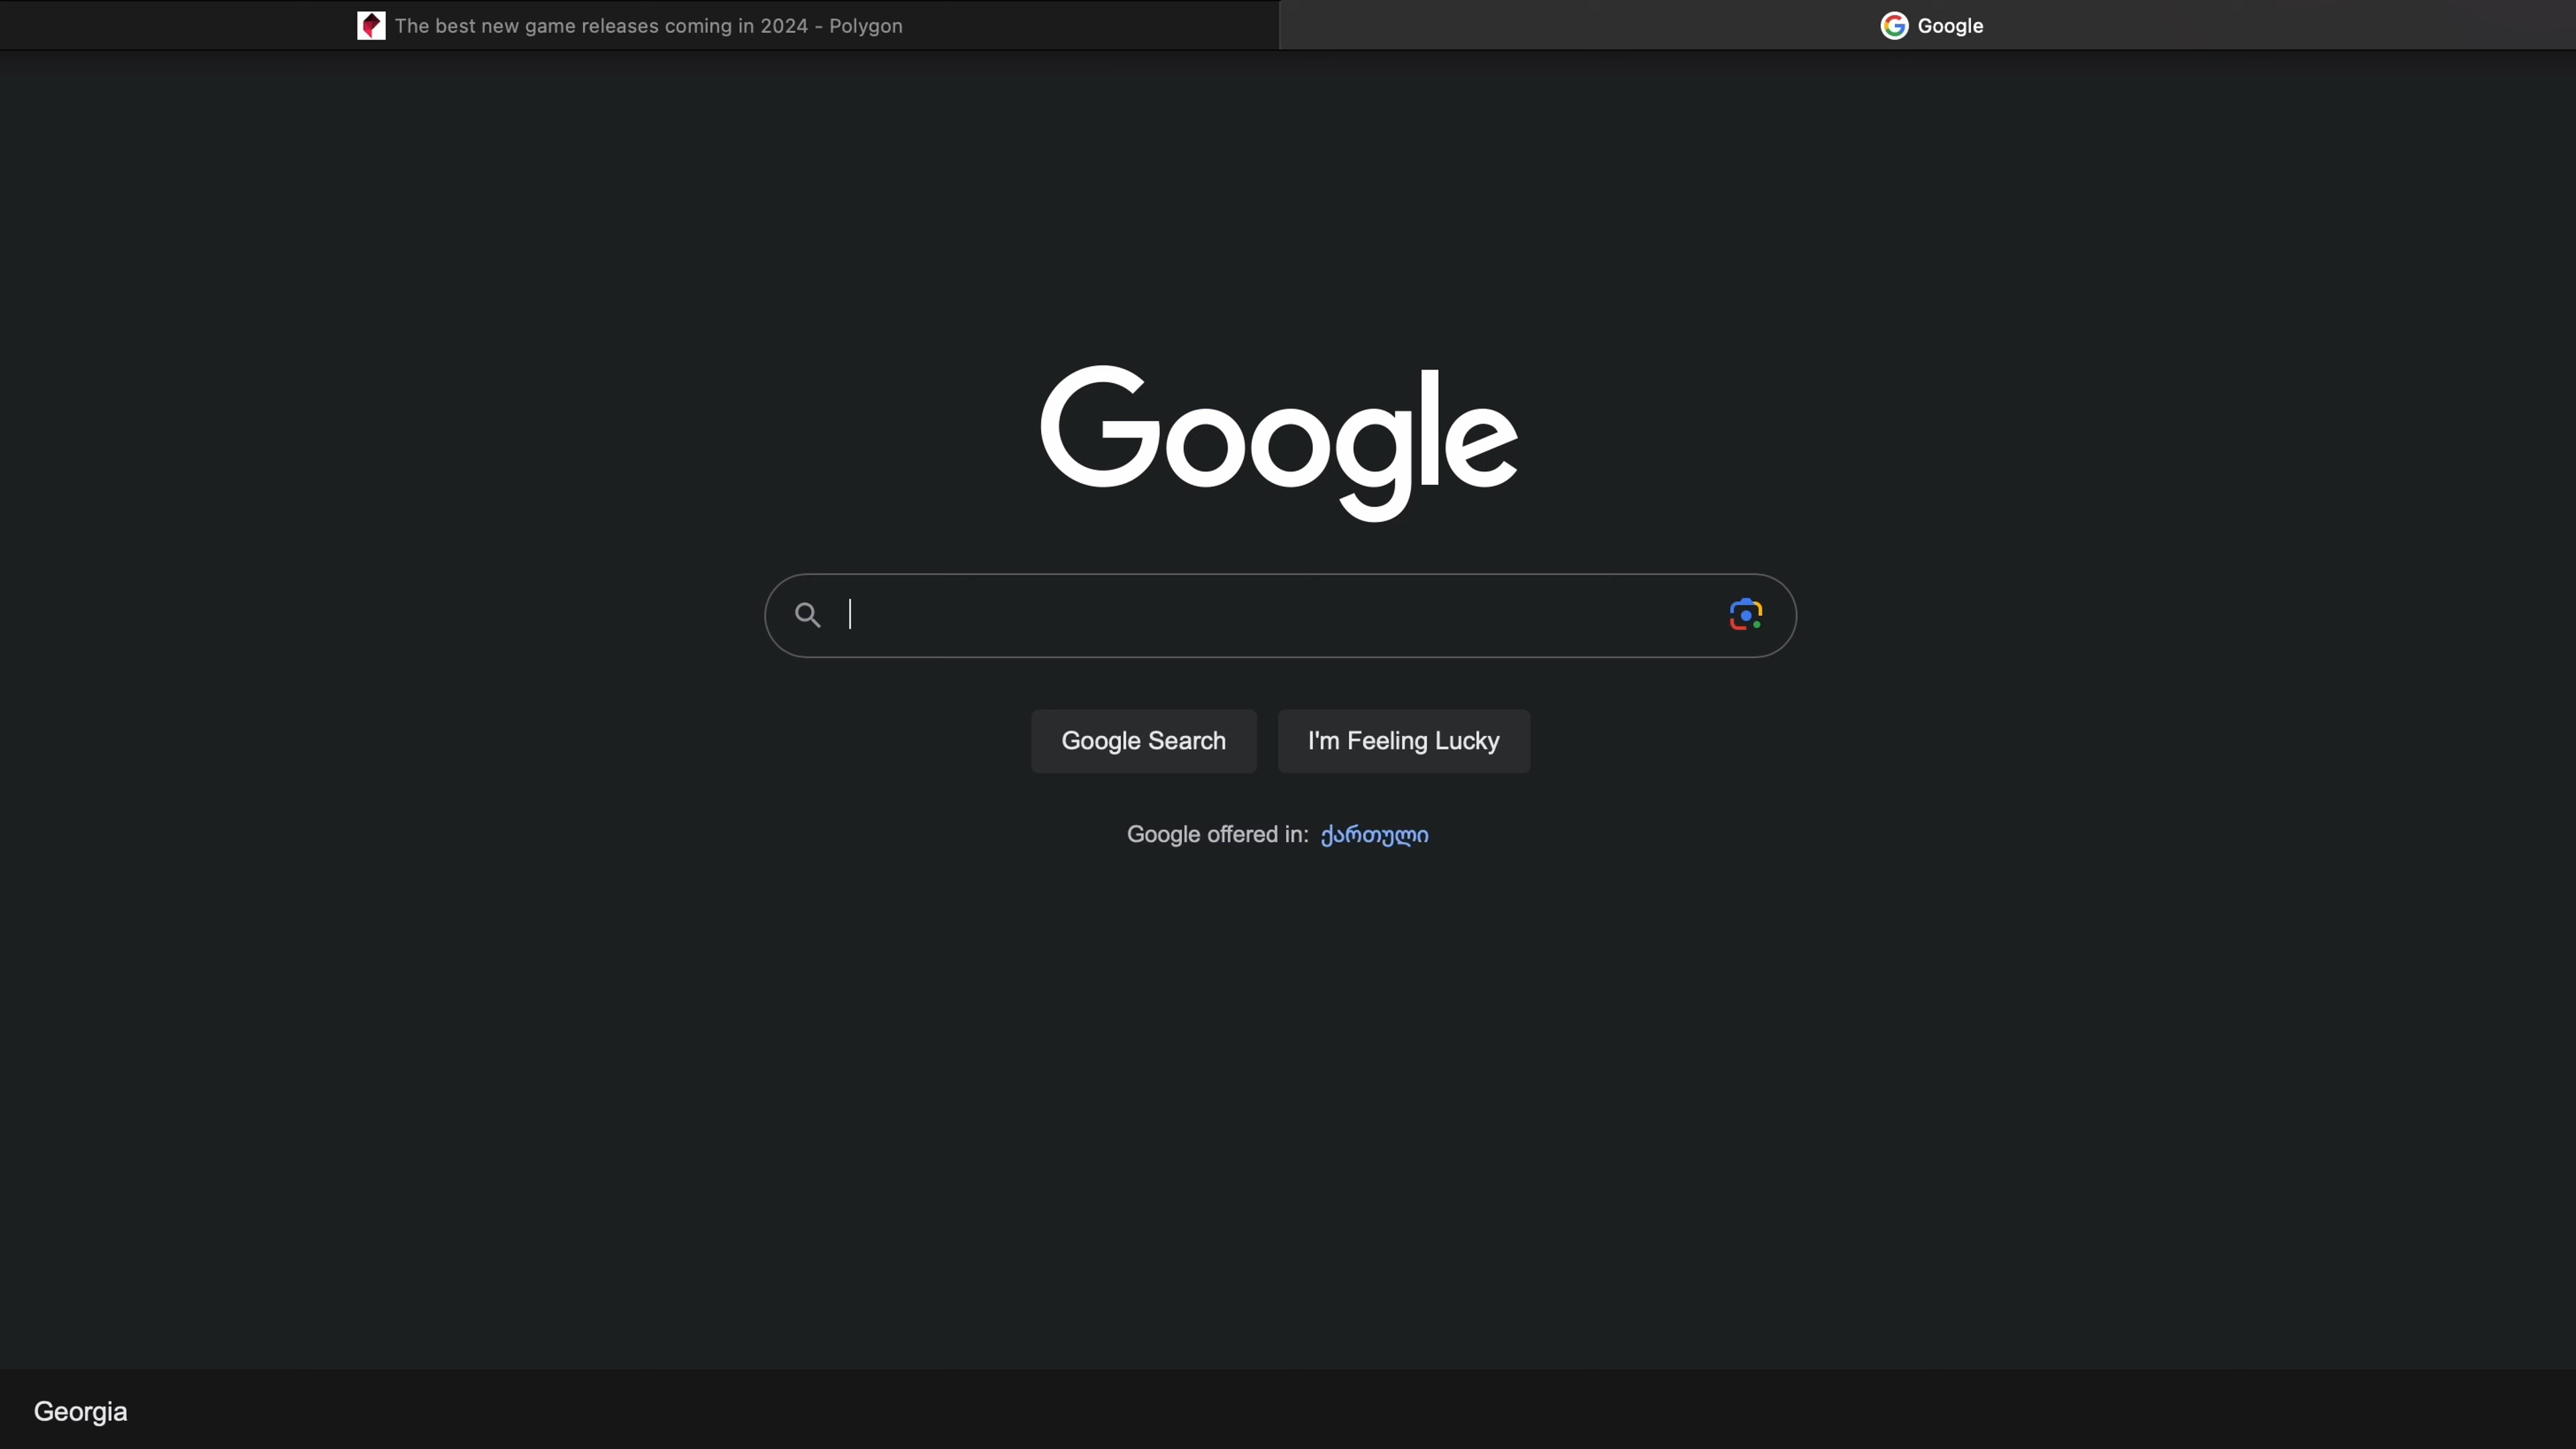 The best new game releases coming in 2024 - Polygon
Google
Google
Google Search
I'm Feeling Lucky
Google offered in: ქართული
Georgia